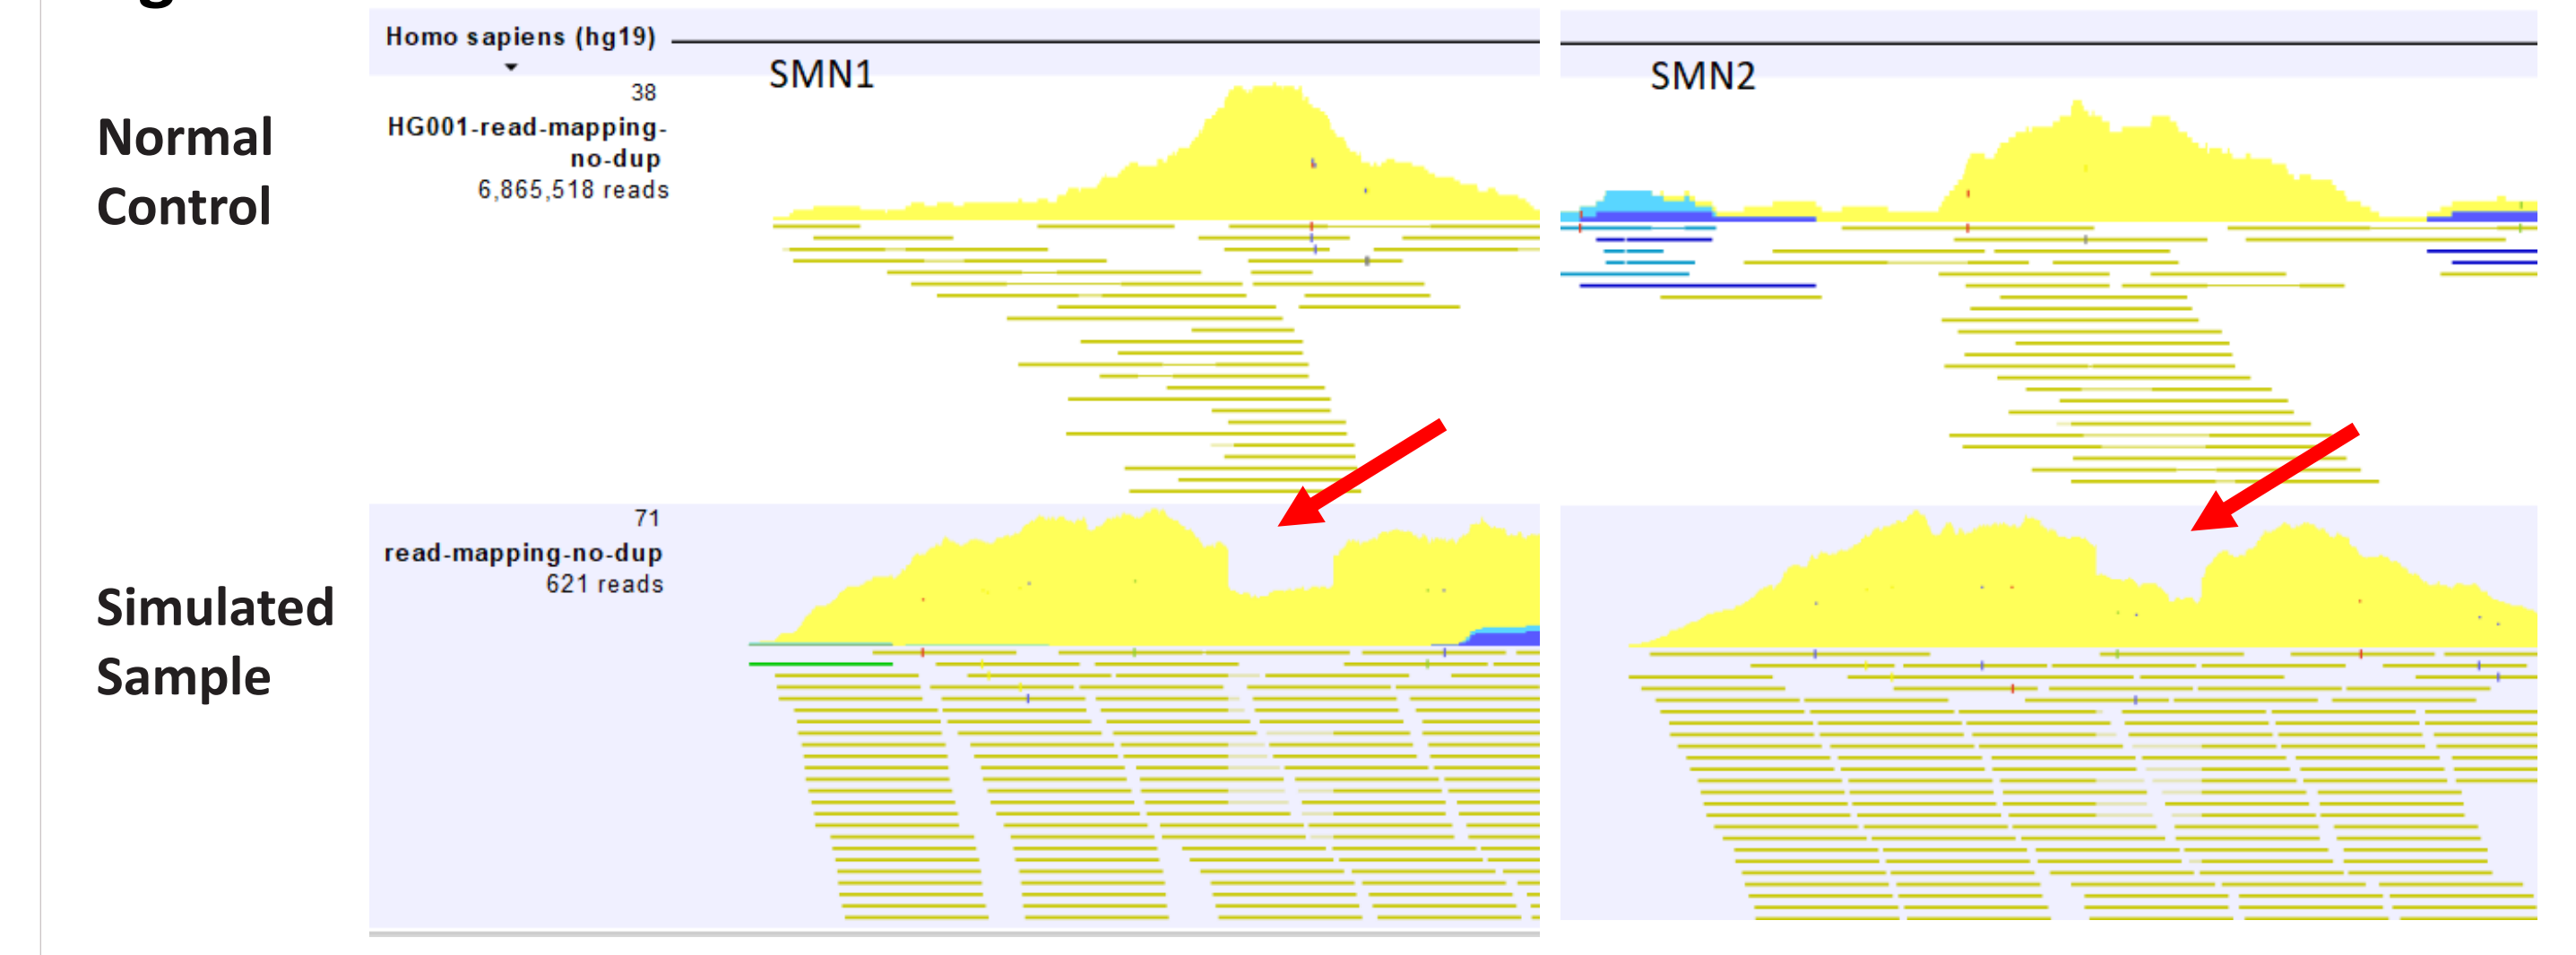 Homo sapiens (hg19)
SMN1
SMN2
38
Normal
Control
HG001-read-mapping-
no-dup
6,865,518 reads
71
read-mapping-no-dup
621 reads
Simulated
Sample